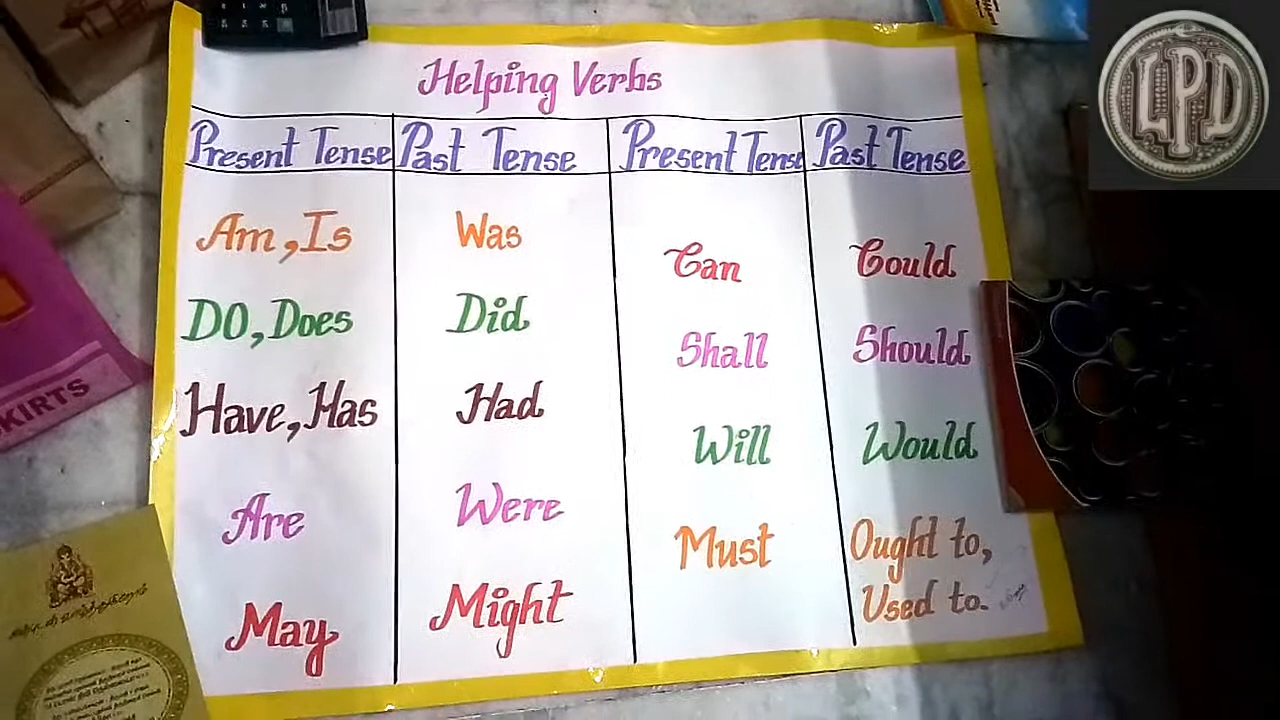 Helping Verbs
Present Tense Past Tense Present Tense Past Tense
Am, Is Was
Can Could
DO, Does Did
Shall Should
Have, Has Had
Will Would
Are Were
Must Ought to,
Used to.
May Might
LPD
KIRTS